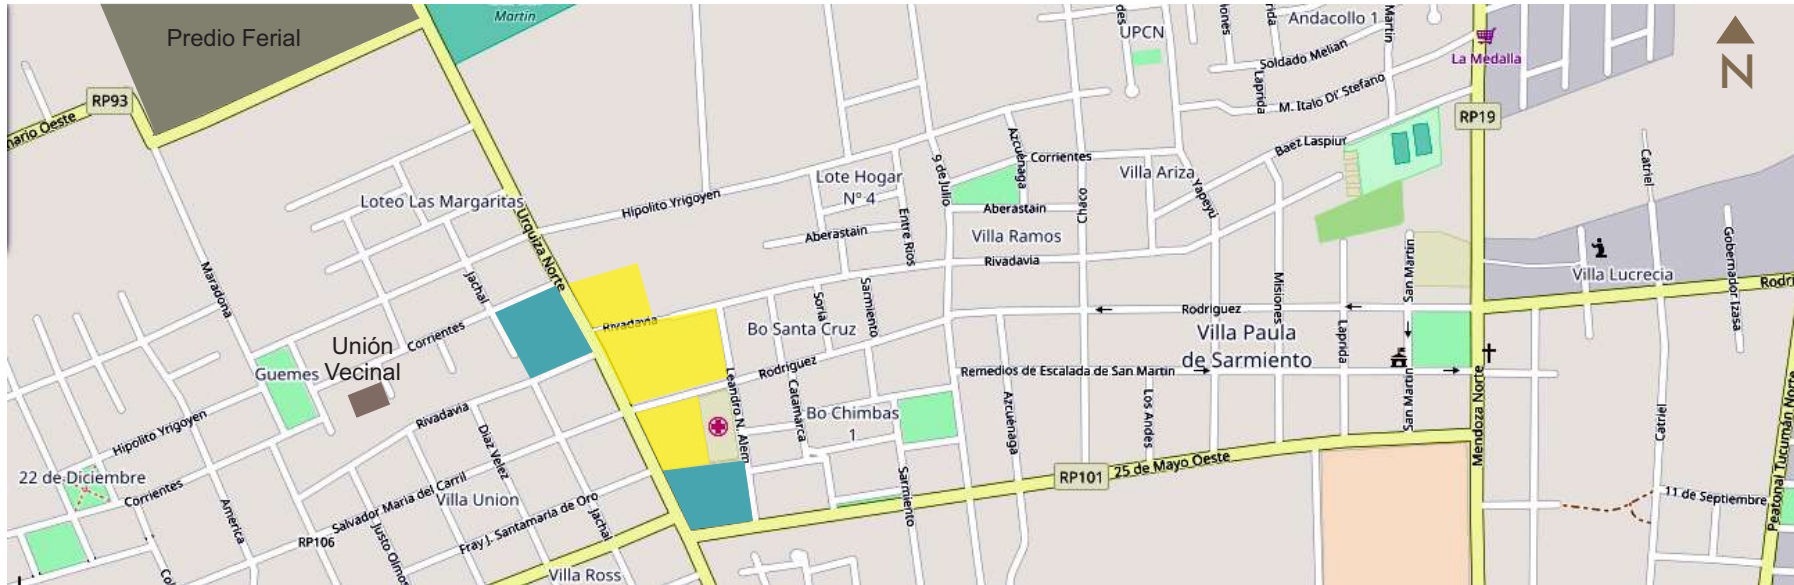 Martin
Predio Ferial
RP93
UPCN
Andacollo 1
Martin
Soldado Melian
Laprida
La Medalla
N
M. Italo Di' Stefano
RP19
Baez Laspiur
Catriel
Azcuénaga
Corrientes
9 de Julio
Villa Ariza
Yapeyú
Lote Hogar
N° 4
Loteo Las Margaritas
Hipolito Yrigoyen
Aberastain
Chaco
Urquiza Norte
Aberastain
Entre Rios
Villa Ramos
Rivadavia
San Martin
Misiones
Villa Lucrecia
Gobernador Izasa
Maradona
Jachal
Soria
Sarmiento
Rodriguez
Rivadavia
Bo Santa Cruz
Corrientes
Unión
Vecinal
Guemes
Villa Paula
de Sarmiento
Laprida
Rodriguez
Remedios de Escalada de San Martin
Leandro N. Alem
Catamarca
Bo Chimbas
1
Azcuénaga
Los Andes
San Martin
Mendoza Norte
Catriel
Peatonal Tucumán Norte
Hipolito Yrigoyen
Rivadavia
Diaz Velez
22 de Diciembre
Corrientes
America
Salvador Maria del Carril
Villa Union
Fray J. Santamaria de Oro
Jachal
Justo Olmos
RP106
Sarmiento
RP101
25 de Mayo Oeste
11 de Septiembre
Villa Ross